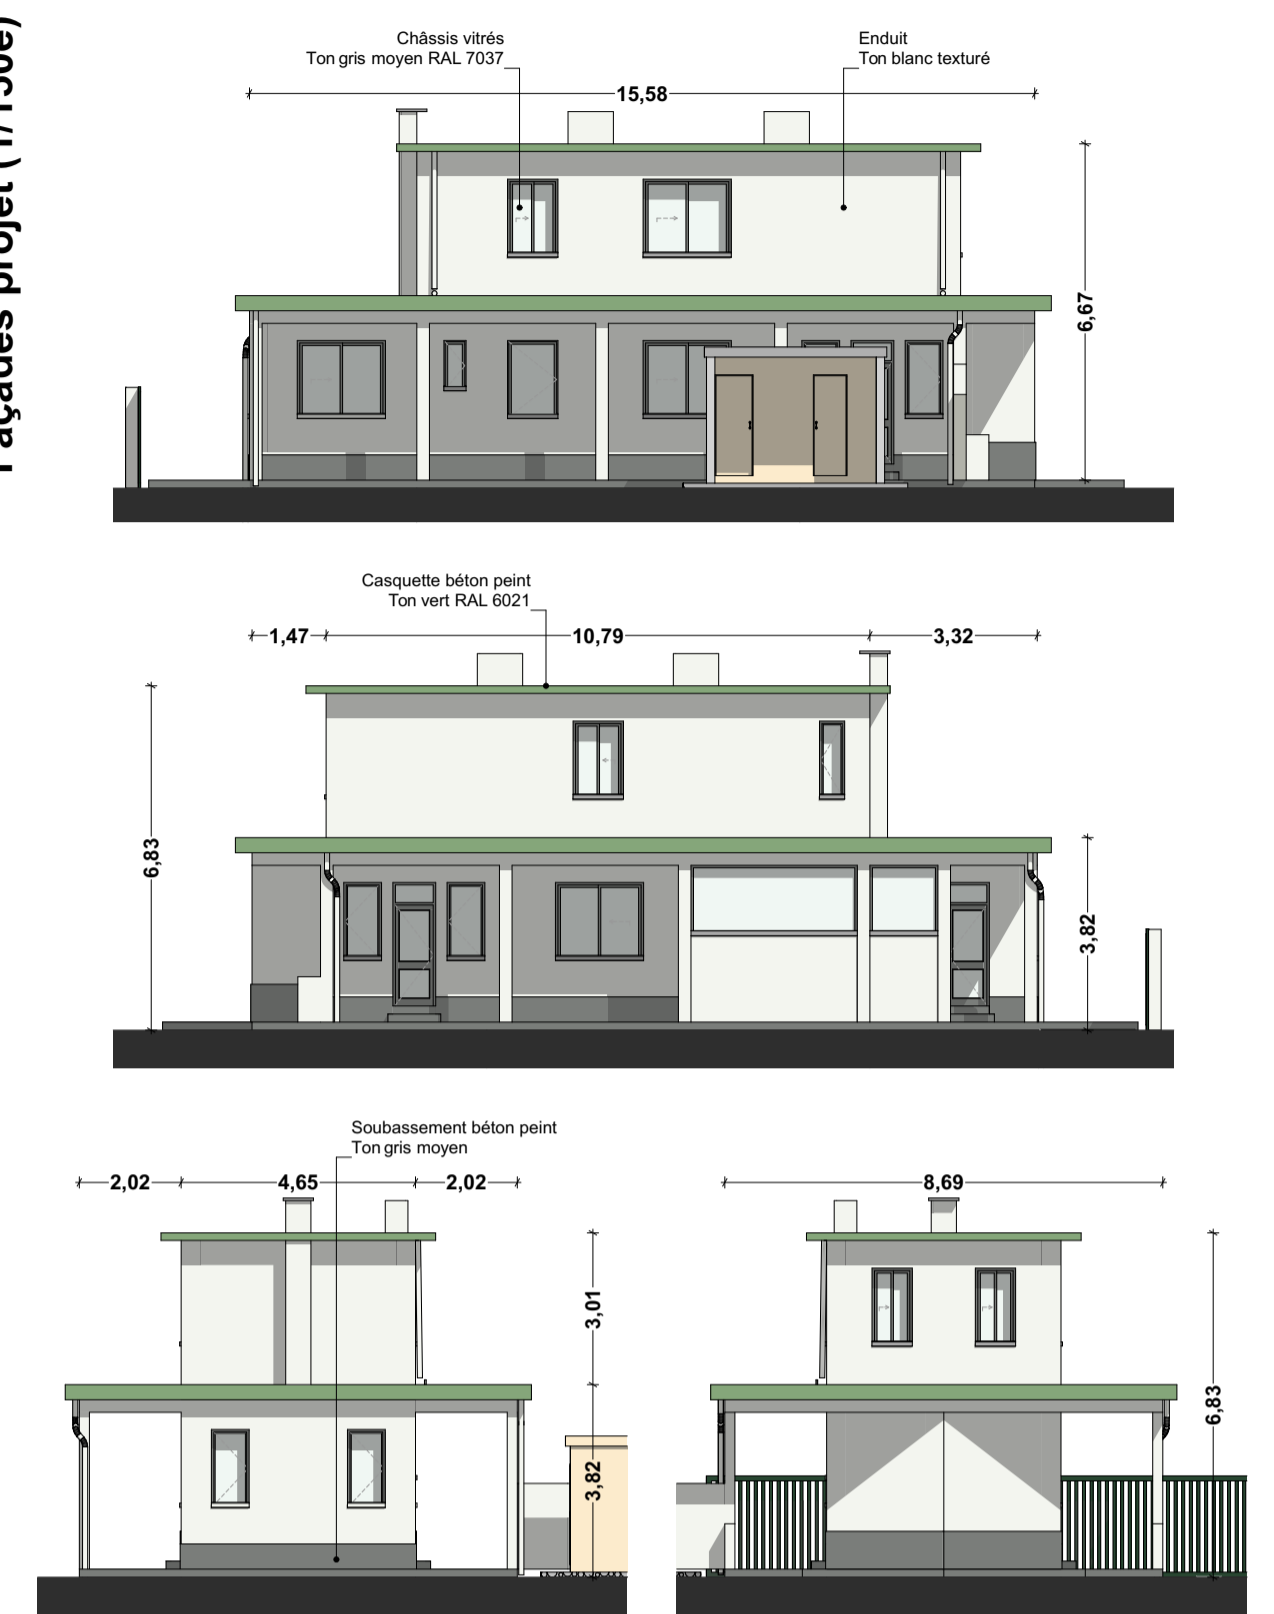 Façades projet (1/150e)
Châssis vitrés
Ton gris moyen RAL 7037
Enduit
Ton blanc texturé
15,58
6,67
Casquette béton peint
Ton vert RAL 6021
1,47
10,79
3,32
6,83
3,82
Soubassement béton peint
Ton gris moyen
2,02
4,65
2,02
8,69
3,01
3,82
6,83